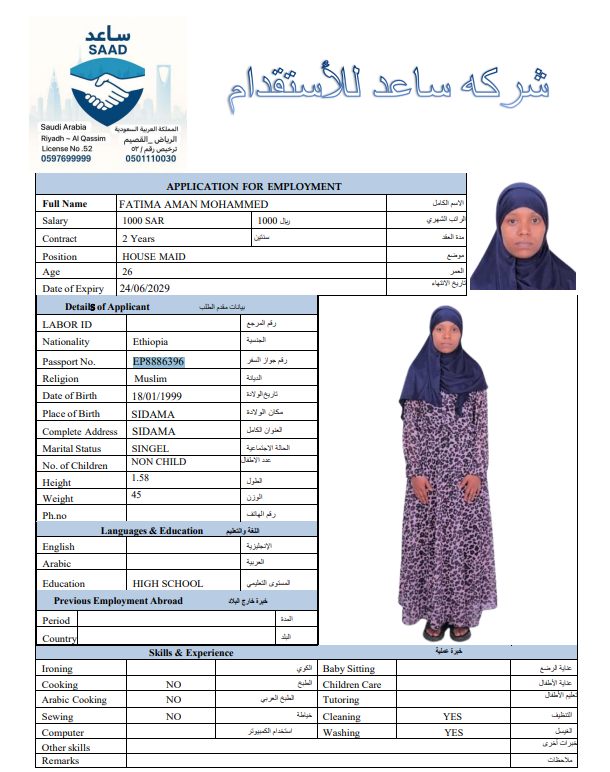 ساعد
SAAD
Saudi Arabia المملكة العربية السعودية
Riyadh – Al Qassim الرياض _القصيم
License No .52 ترخيص رقم/ ٥٢
0597699999 0501110030
شركه ساعد للأستقدام
APPLICATION FOR EMPLOYMENT
Full Name FATIMA AMAN MOHAMMED الاسم الكامل
Salary 1000 SAR 1000 ريال الراتب الشهري
Contract 2 Years سنتين مدة العقد
Position HOUSE MAID موضع
Age 26 العمر
Date of Expiry 24/06/2029 تاريخ الإنتهاء
Details of Applicant بيانات مقدم الطلب
LABOR ID رقم المرجع
Nationality Ethiopia الجنسية
Passport No. EP8886396 رقم جواز السفر
Religion Muslim الديانة
Date of Birth 18/01/1999 تاريخ الولادة
Place of Birth SIDAMA مكان الولادة
Complete Address SIDAMA العنوان الكامل
Marital Status SINGEL الحالة الاجتماعية
No. of Children NON CHILD عدد الاطفال
Height 1.58 الطول
Weight 45 الوزن
Ph.no رقم الهاتف
Languages & Education اللغة والتعليم
English الإنجليزية
Arabic العربية
Education HIGH SCHOOL المستوى التعليمي
Previous Employment Abroad خبرة خارج البلاد
Period المدة
Country البلد
Skills & Experience خبرة عملية
Ironing الكوي Baby Sitting عناية الرضع
Cooking NO الطبخ Children Care عناية الأطفال
Arabic Cooking NO الطبخ العربي Tutoring تعليم الأطفال
Sewing NO خياطة Cleaning YES التنظيف
Computer استخدام الكمبيوتر Washing YES الغسيل
Other skills خبرات أخرى
Remarks ملاحظات